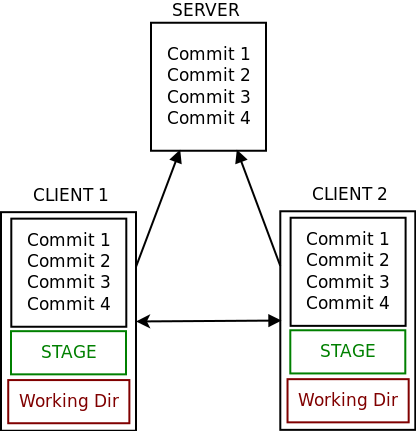 SERVER
Commit 1
Commit 2
Commit 3
Commit 4
CLIENT 1
Commit 1
Commit 2
Commit 3
Commit 4
STAGE
Working Dir
CLIENT 2
Commit 1
Commit 2
Commit 3
Commit 4
STAGE
Working Dir